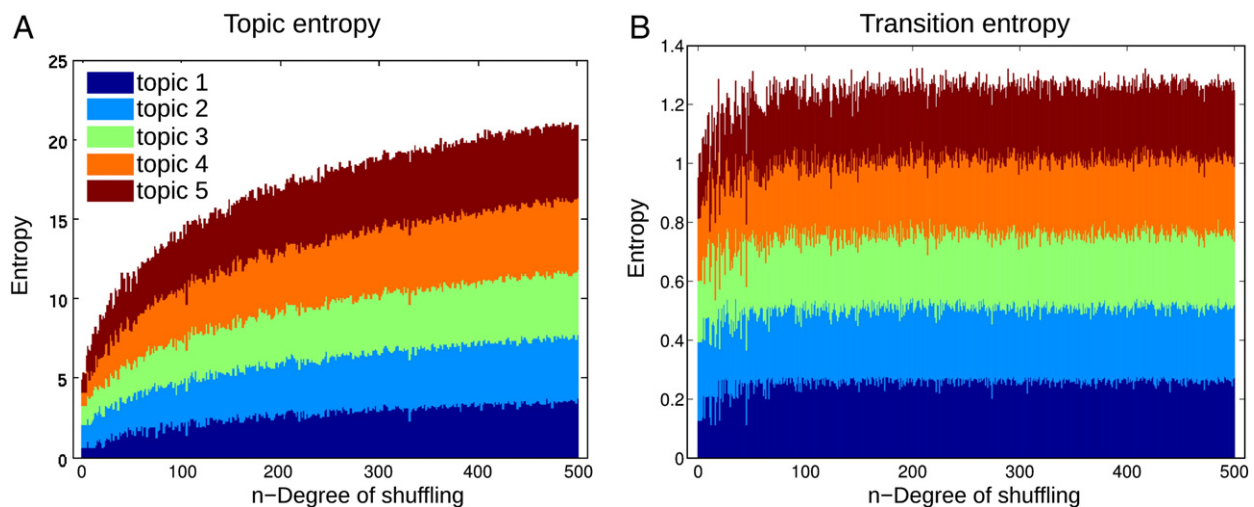 A
Topic entropy
25
20
15
10
5
0
Entropy
topic 1
topic 2
topic 3
topic 4
topic 5
0 100 200 300 400 500
n−Degree of shuffling
B
Transition entropy
1.4
1.2
1
0.8
0.6
0.4
0.2
0
Entropy
0 100 200 300 400 500
n−Degree of shuffling